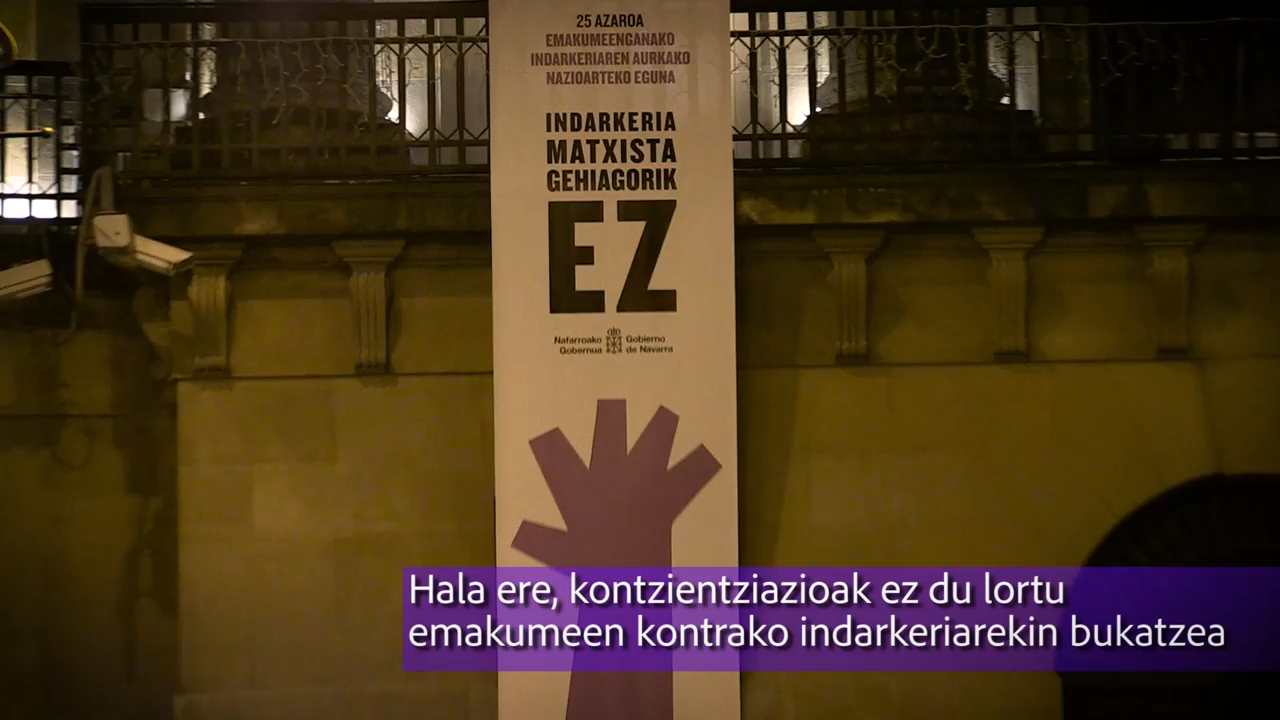 25 AZAROA
EMAKUMEENGANAKO
INDARKERIAREN AURKAKO
NAZIOARTEKO EGUNA
INDARKERIA
MATXISTA
GEHIAGORIK
EZ
Nafarroako Gobierno
Gobernua de Navarra
Hala ere, kontzientziazioak ez du lortu
emakumeen kontrako indarkeriarekin bukatzea